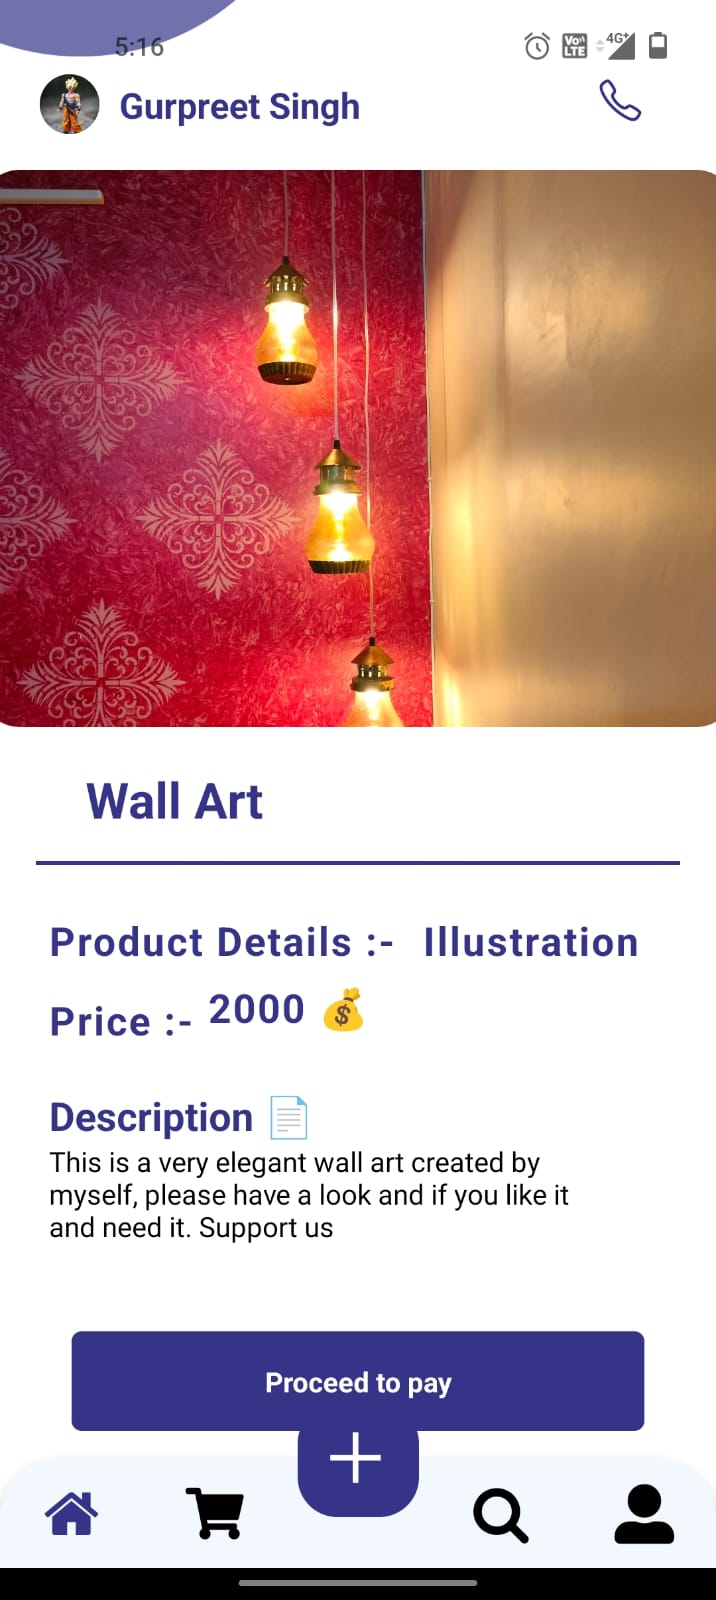 5:16
Vo))
LTE
4G+
Gurpreet Singh
Wall Art
Product Details :- Illustration
Price :- 2000 💰
Description 📄
This is a very elegant wall art created by
myself, please have a look and if you like it
and need it. Support us
Proceed to pay